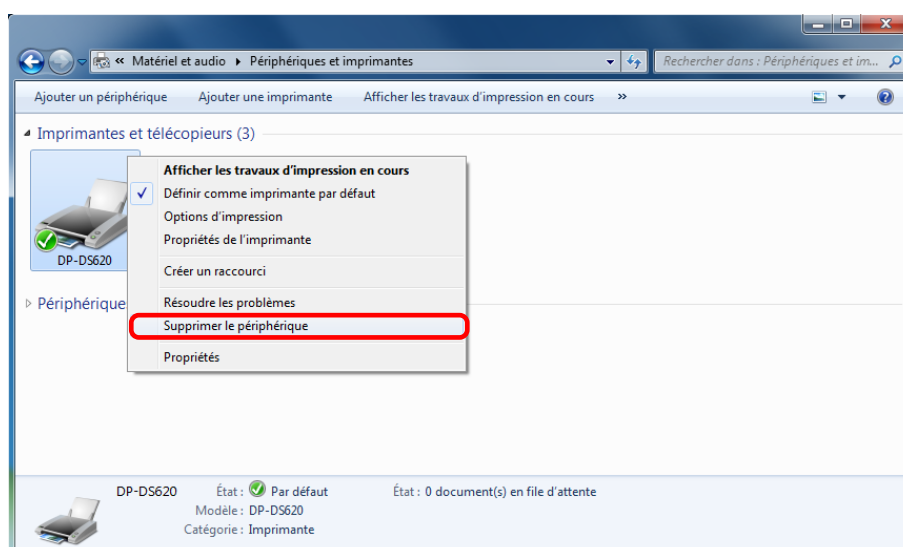 « Matériel et audio ▸ Périphériques et imprimantes
Rechercher dans : Périphériques et im...
Ajouter un périphérique Ajouter une imprimante Afficher les travaux d'impression en cours »
Imprimantes et télécopieurs (3)
DP-DS620
Afficher les travaux d'impression en cours
Définir comme imprimante par défaut
Options d'impression
Propriétés de l'imprimante
Créer un raccourci
Résoudre les problèmes
Supprimer le périphérique
Propriétés
Périphérique
DP-DS620 État : Par défaut État : 0 document(s) en file d'attente
Modèle : DP-DS620
Catégorie : Imprimante